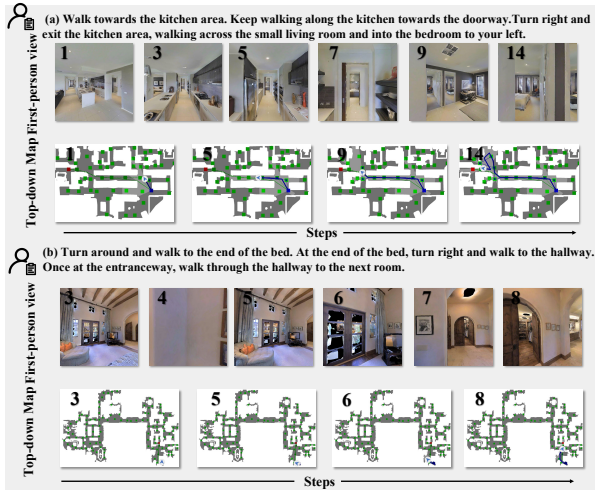 (a) Walk towards the kitchen area. Keep walking along the kitchen towards the doorway.Turn right and
exit the kitchen area, walking across the small living room and into the bedroom to your left.
First-person view
1 3 5 7 9 14
Top-down Map
1 5 9 14
Steps
(b) Turn around and walk to the end of the bed. At the end of the bed, turn right and walk to the hallway.
Once at the entranceway, walk through the hallway to the next room.
First-person view
3 4 5 6 7 8
Top-down Map
3 5 6 8
Steps